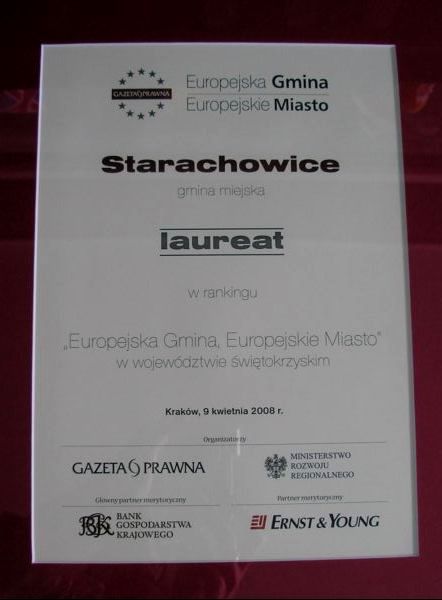 GAZETA PRAWNA
Europejska Gmina
Europejskie Miasto
Starachowice
gmina miejska
laureat
w rankingu
„Europejska Gmina, Europejskie Miasto"
w województwie świętokrzyskim
Kraków, 9 kwietnia 2008 r.
Organizatorzy
GAZETA PRAWNA
MINISTERSTWO
ROZWOJU
REGIONALNEGO
Główny partner merytoryczny
Partner merytoryczny
BGK BANK
GOSPODARSTWA
KRAJOWEGO
ERNST & YOUNG